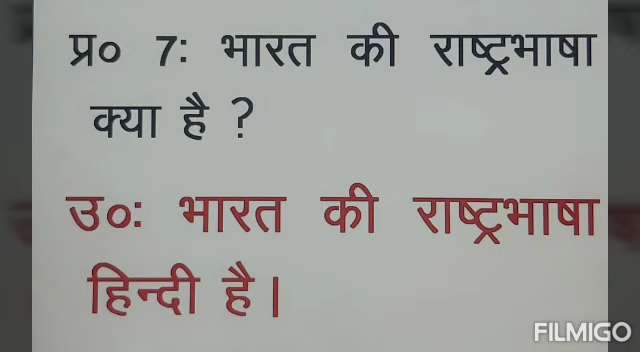 प्र० 7: भारत की राष्ट्रभाषा
क्या है ?
उ०: भारत की राष्ट्रभाषा
हिन्दी है।
FILMIGO